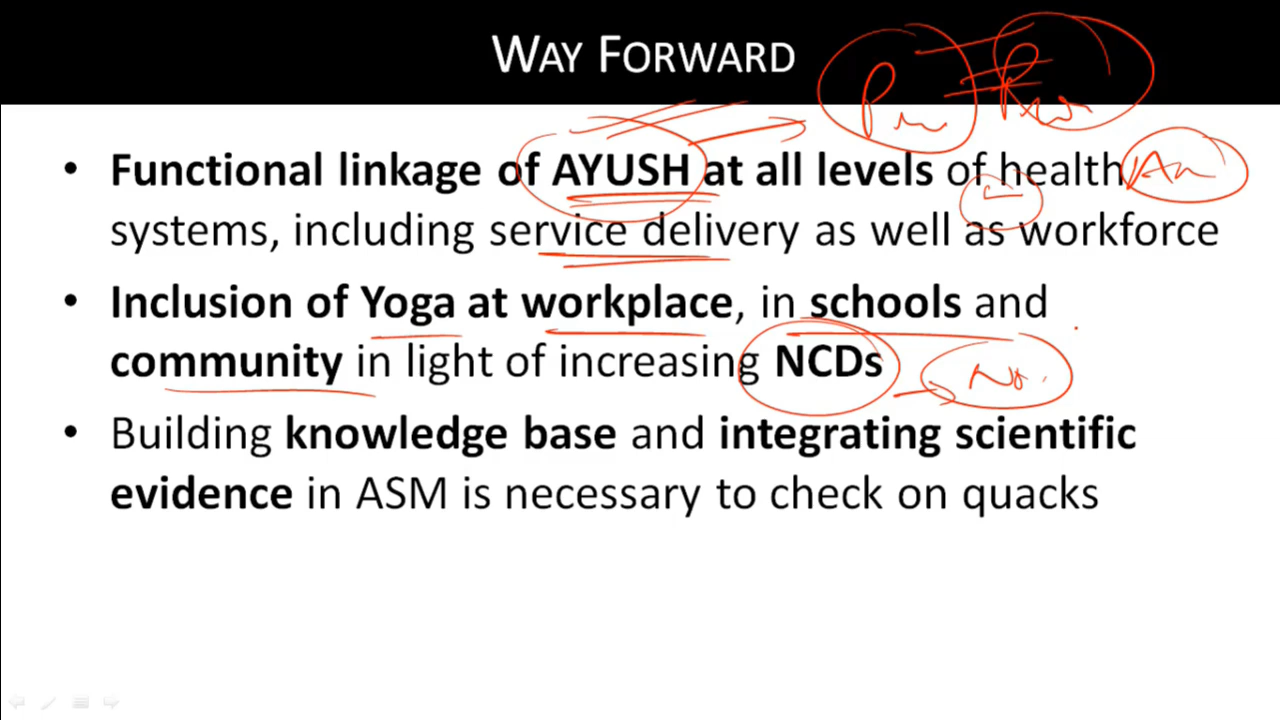 WAY FORWARD
• Functional linkage of AYUSH at all levels of health
systems, including service delivery as well as workforce
• Inclusion of Yoga at workplace, in schools and
community in light of increasing NCDs
• Building knowledge base and integrating scientific
evidence in ASM is necessary to check on quacks